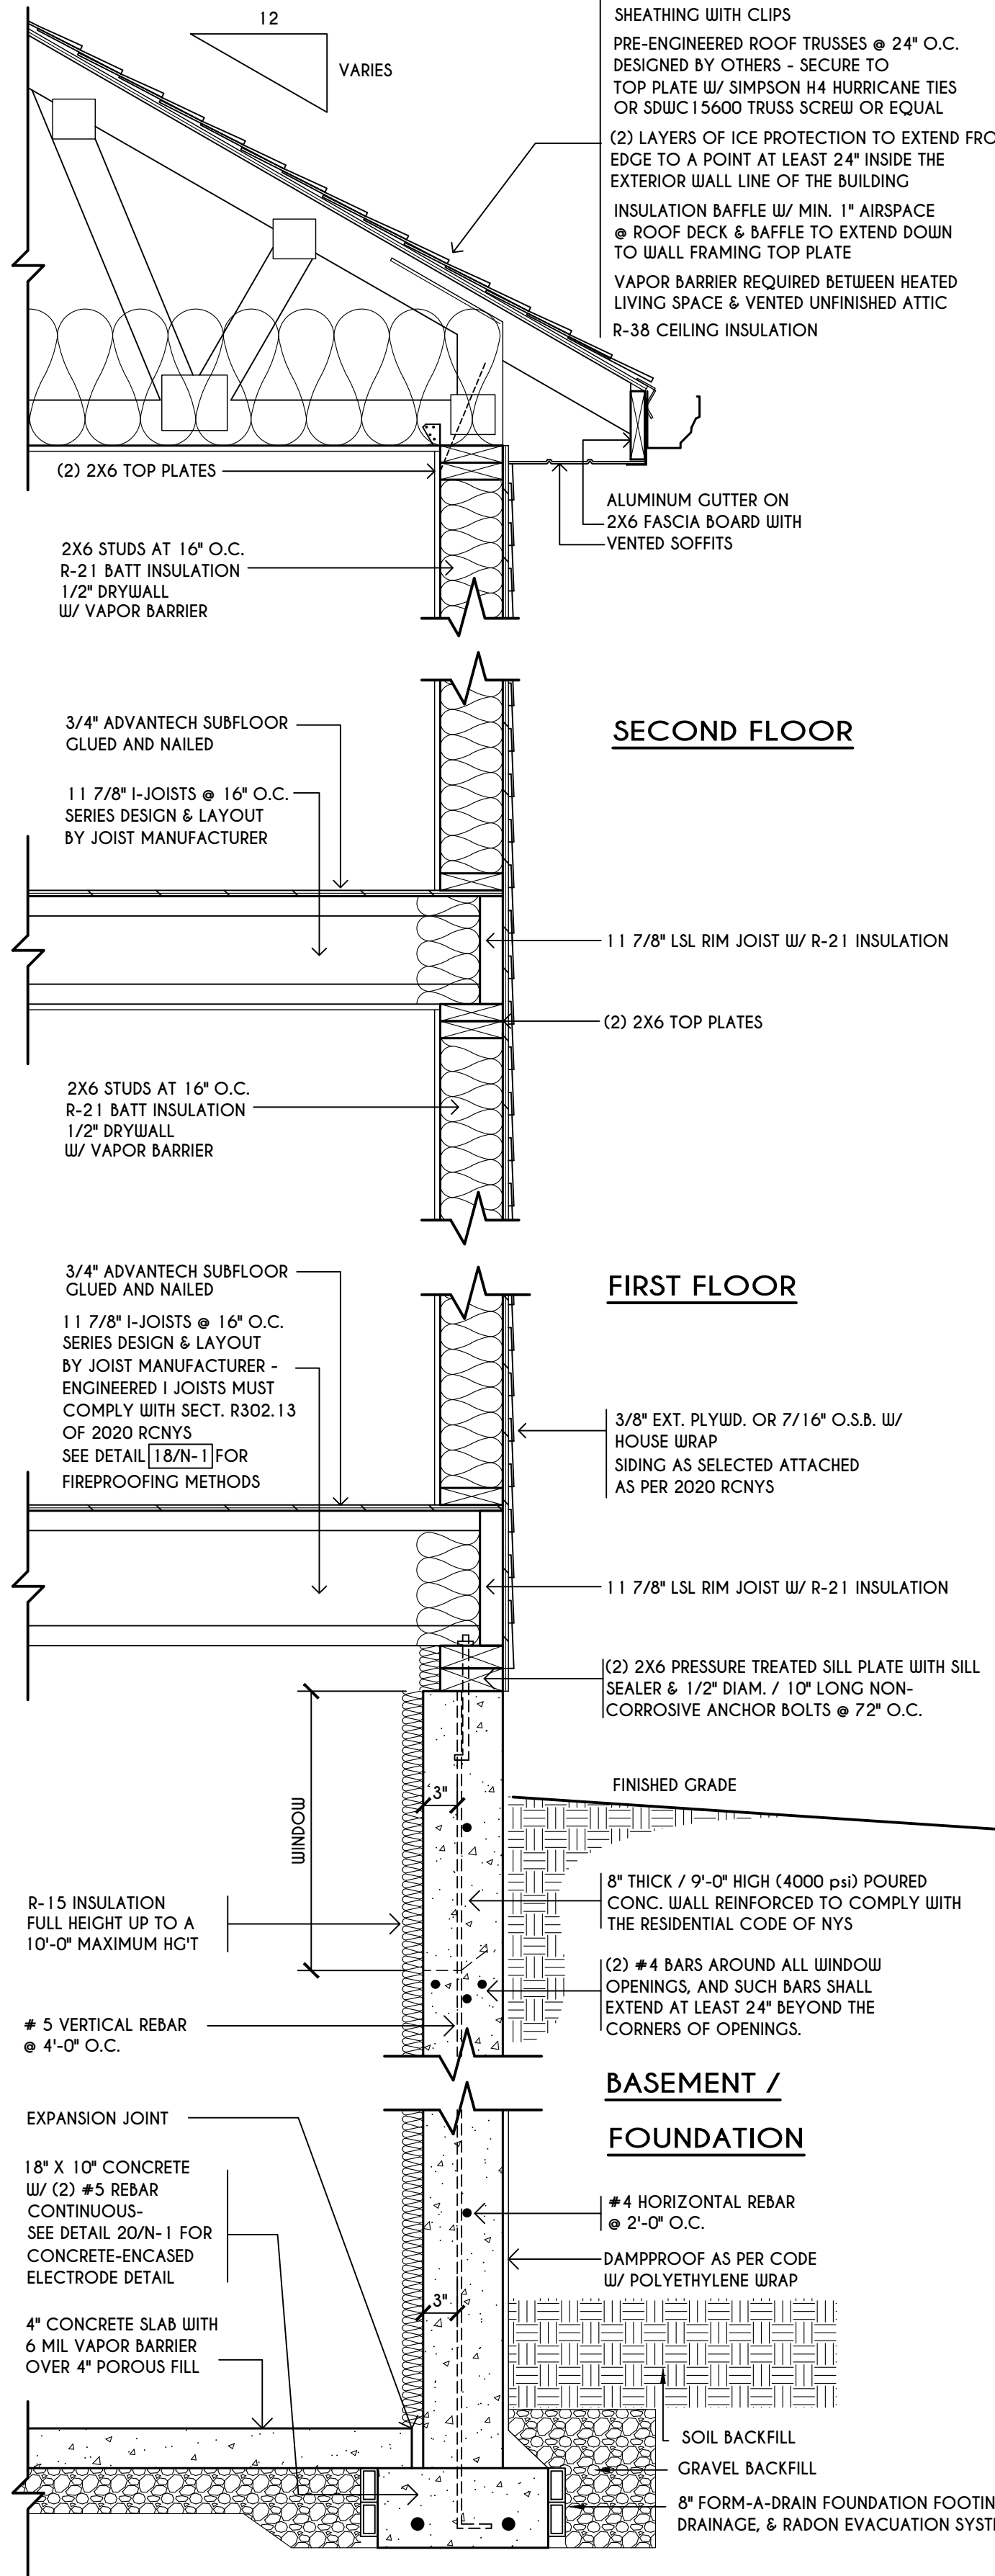 12
VARIES
SHEATHING WITH CLIPS
PRE-ENGINEERED ROOF TRUSSES @ 24" O.C.
DESIGNED BY OTHERS - SECURE TO
TOP PLATE W/ SIMPSON H4 HURRICANE TIES
OR SDWC15600 TRUSS SCREW OR EQUAL
(2) LAYERS OF ICE PROTECTION TO EXTEND FRO
EDGE TO A POINT AT LEAST 24" INSIDE THE
EXTERIOR WALL LINE OF THE BUILDING
INSULATION BAFFLE W/ MIN. 1" AIRSPACE
@ ROOF DECK & BAFFLE TO EXTEND DOWN
TO WALL FRAMING TOP PLATE
VAPOR BARRIER REQUIRED BETWEEN HEATED
LIVING SPACE & VENTED UNFINISHED ATTIC
R-38 CEILING INSULATION
(2) 2X6 TOP PLATES
ALUMINUM GUTTER ON
2X6 FASCIA BOARD WITH
VENTED SOFFITS
2X6 STUDS AT 16" O.C.
R-21 BATT INSULATION
1/2" DRYWALL
W/ VAPOR BARRIER
SECOND FLOOR
3/4" ADVANTECH SUBFLOOR
GLUED AND NAILED
11 7/8" I-JOISTS @ 16" O.C.
SERIES DESIGN & LAYOUT
BY JOIST MANUFACTURER
11 7/8" LSL RIM JOIST W/ R-21 INSULATION
(2) 2X6 TOP PLATES
2X6 STUDS AT 16" O.C.
R-21 BATT INSULATION
1/2" DRYWALL
W/ VAPOR BARRIER
FIRST FLOOR
3/4" ADVANTECH SUBFLOOR
GLUED AND NAILED
11 7/8" I-JOISTS @ 16" O.C.
SERIES DESIGN & LAYOUT
BY JOIST MANUFACTURER -
ENGINEERED I JOISTS MUST
COMPLY WITH SECT. R302.13
OF 2020 RCNYS
SEE DETAIL 18/N-1 FOR
FIREPROOFING METHODS
3/8" EXT. PLYWD. OR 7/16" O.S.B. W/
HOUSE WRAP
SIDING AS SELECTED ATTACHED
AS PER 2020 RCNYS
11 7/8" LSL RIM JOIST W/ R-21 INSULATION
(2) 2X6 PRESSURE TREATED SILL PLATE WITH SILL
SEALER & 1/2" DIAM. / 10" LONG NON-
CORROSIVE ANCHOR BOLTS @ 72" O.C.
FINISHED GRADE
3"
WINDOW
8" THICK / 9'-0" HIGH (4000 psi) POURED
CONC. WALL REINFORCED TO COMPLY WITH
THE RESIDENTIAL CODE OF NYS
R-15 INSULATION
FULL HEIGHT UP TO A
10'-0" MAXIMUM HG'T
(2) #4 BARS AROUND ALL WINDOW
OPENINGS, AND SUCH BARS SHALL
EXTEND AT LEAST 24" BEYOND THE
CORNERS OF OPENINGS.
# 5 VERTICAL REBAR
@ 4'-0" O.C.
BASEMENT /
FOUNDATION
EXPANSION JOINT
18" X 10" CONCRETE
W/ (2) #5 REBAR
CONTINUOUS-
SEE DETAIL 20/N-1 FOR
CONCRETE-ENCASED
ELECTRODE DETAIL
#4 HORIZONTAL REBAR
@ 2'-0" O.C.
DAMPPROOF AS PER CODE
W/ POLYETHYLENE WRAP
3"
4" CONCRETE SLAB WITH
6 MIL VAPOR BARRIER
OVER 4" POROUS FILL
SOIL BACKFILL
GRAVEL BACKFILL
8" FORM-A-DRAIN FOUNDATION FOOTIN
DRAINAGE, & RADON EVACUATION SYST